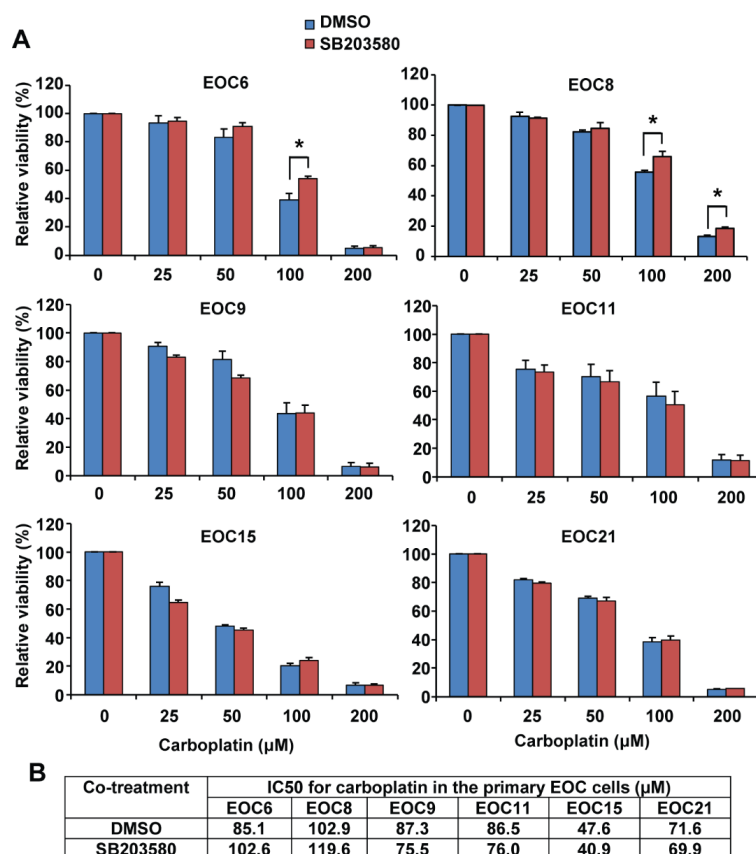 A
DMSO
SB203580
EOC6
Relative viability (%)
120
100
80
60
40
20
0
*
0 25 50 100 200
EOC8
120
100
80
60
40
20
0
*
*
0 25 50 100 200
EOC9
Relative viability (%)
120
100
80
60
40
20
0
0 25 50 100 200
EOC11
120
100
80
60
40
20
0
0 25 50 100 200
EOC15
Relative viability (%)
120
100
80
60
40
20
0
0 25 50 100 200
Carboplatin (µM)
EOC21
120
100
80
60
40
20
0
0 25 50 100 200
Carboplatin (µM)
B
Co-treatment IC50 for carboplatin in the primary EOC cells (µM)
EOC6 EOC8 EOC9 EOC11 EOC15 EOC21
DMSO 85.1 102.9 87.3 86.5 47.6 71.6
SB203580 102.6 119.6 75.5 76.0 40.9 69.9